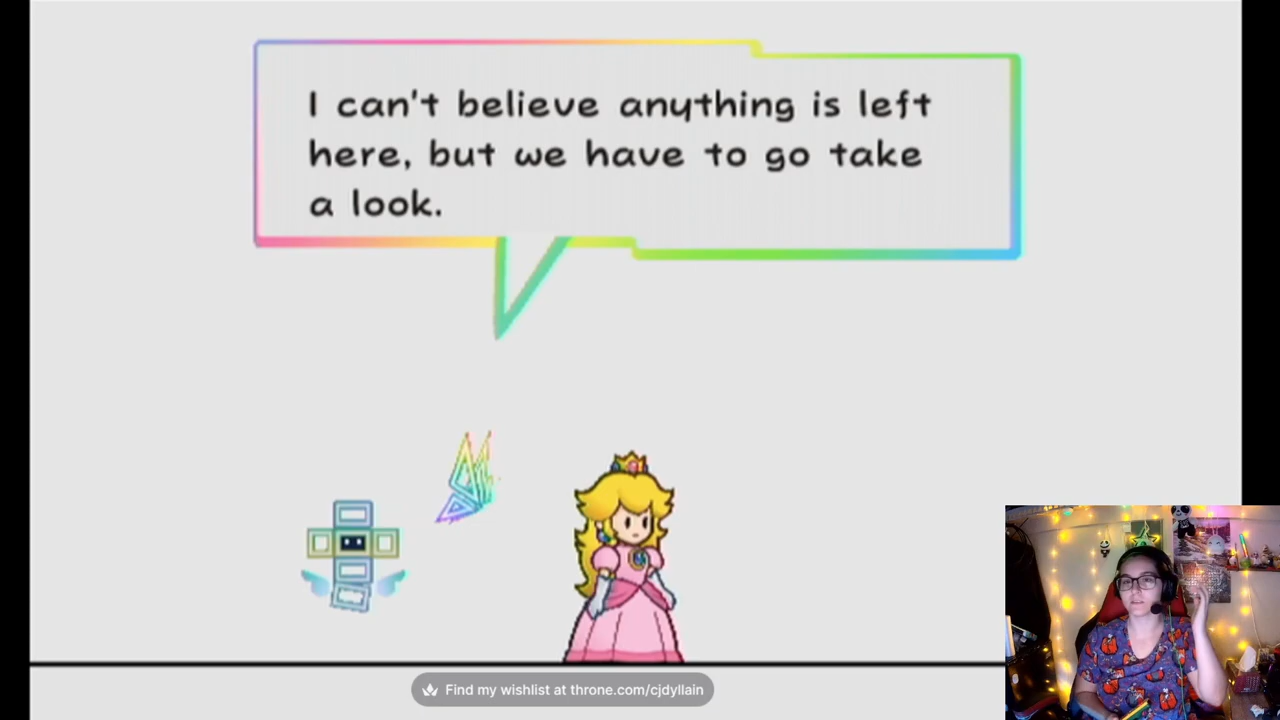 I can't believe anything is left
here, but we have to go take
a look.
Find my wishlist at throne.com/cjdyllain